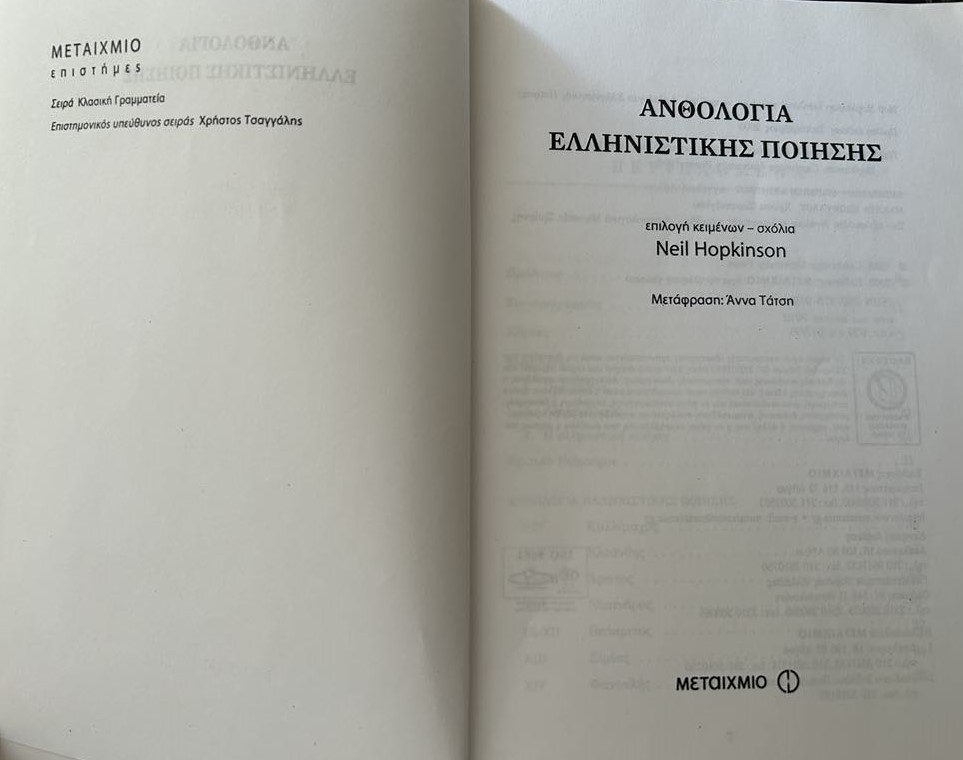 ΜΕΤΑΙΧΜΙΟ
επιστήμες
Σειρά Κλασική Γραμματεία
Επιστημονικός υπεύθυνος σειράς Χρήστος Τσαγγάλης
ΑΝΘΟΛΟΓΙΑ
ΕΛΛΗΝΙΣΤΙΚΗΣ ΠΟΙΗΣΗΣ
επιλογή κειμένων – σχόλια
Neil Hopkinson
Μετάφραση: Άννα Τάτση
ΜΕΤΑΙΧΜΙΟ